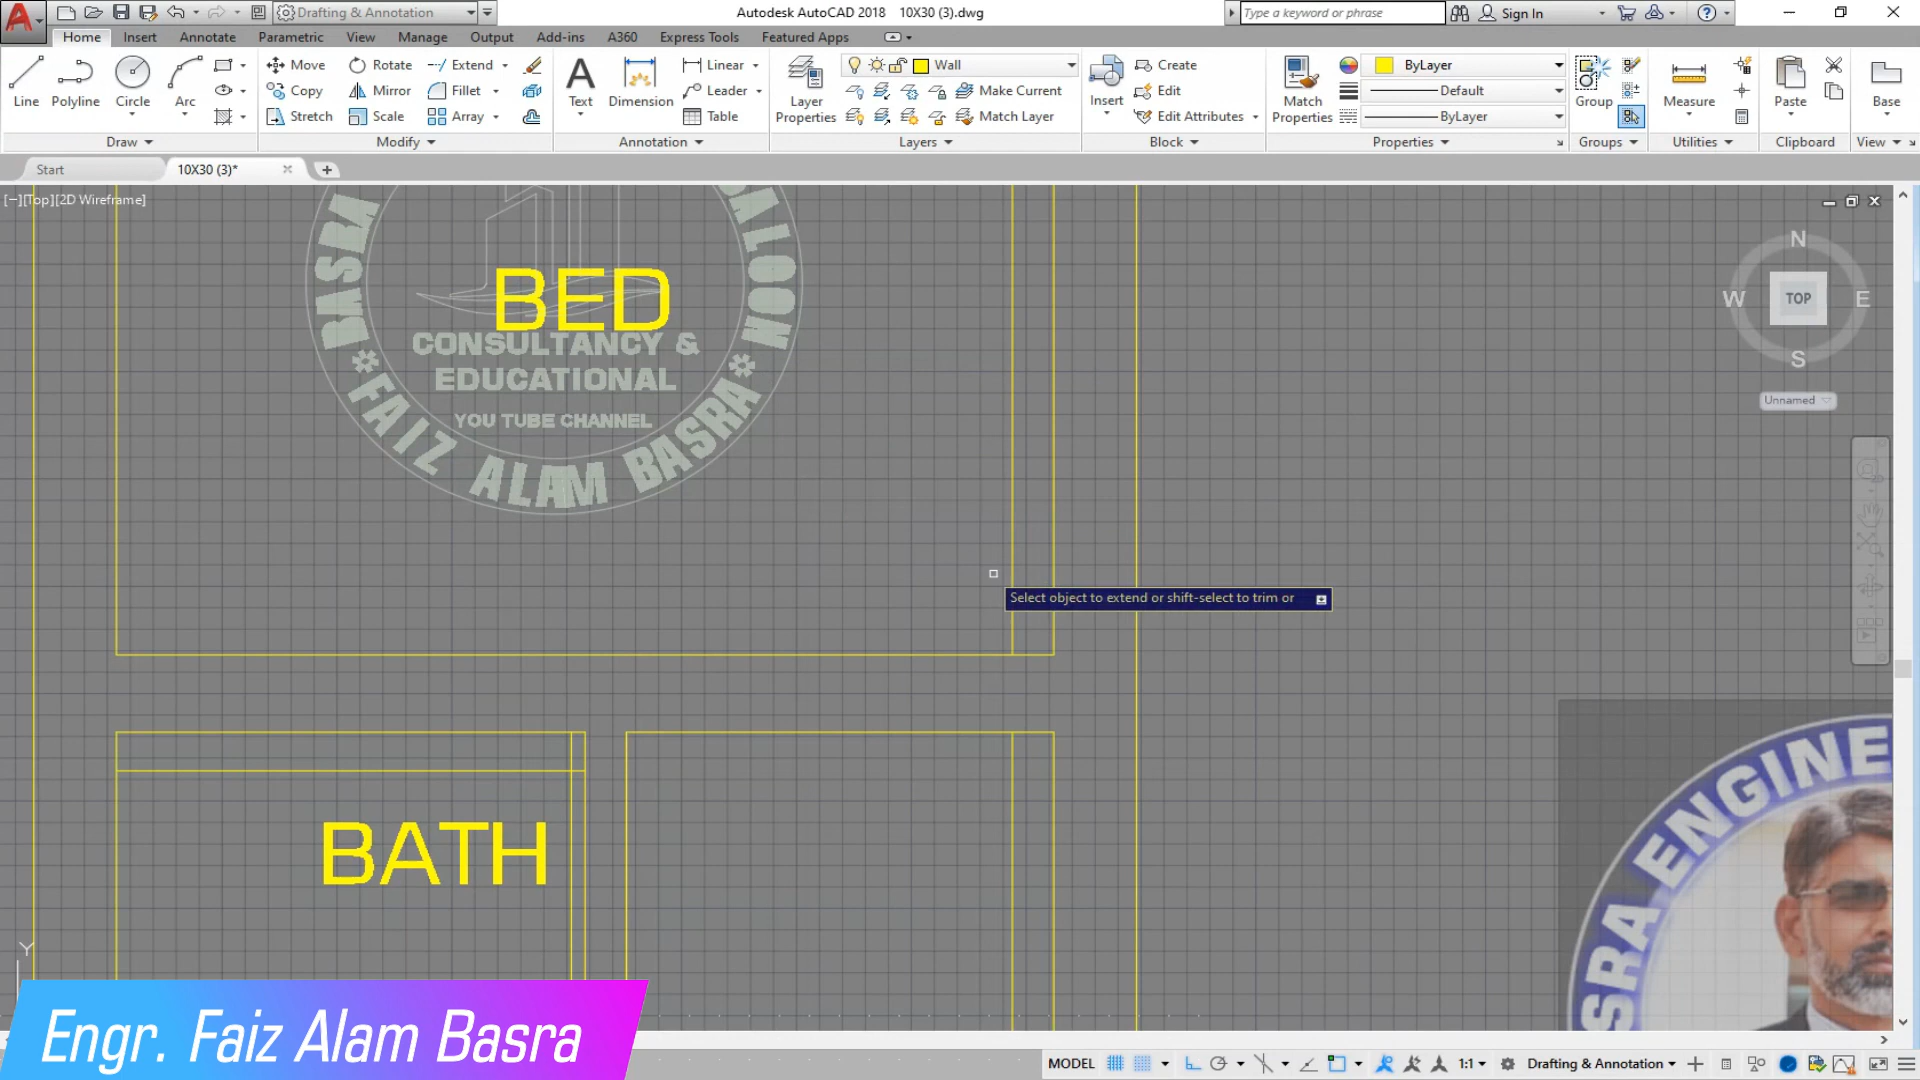 Drafting & Annotation
Autodesk AutoCAD 2018   10X30 (3).dwg
Type a keyword or phrase
Sign In
Home Insert Annotate Parametric View Manage Output Add-ins A360 Express Tools Featured Apps
Line
Polyline
Circle
Arc
Draw
Move
Rotate
Extend
Copy
Mirror
Fillet
Stretch
Scale
Array
Modify
Text
Dimension
Linear
Leader
Table
Annotation
Layer
Properties
Wall
Make Current
Match Layer
Layers
Insert
Create
Edit
Edit Attributes
Block
Match
Properties
ByLayer
Default
ByLayer
Properties
Group
Groups
Measure
Utilities
Paste
Clipboard
Base
View
Start
10X30 (3)*
[−][Top][2D Wireframe]
N
W
TOP
E
S
Unnamed
BASRA
BED
CONSULTANCY &
EDUCATIONAL
YOU TUBE CHANNEL
FAIZ ALAM BASRA
Select object to extend or shift-select to trim or
BATH
Y
Engr. Faiz Alam Basra
MODEL
1:1
Drafting & Annotation